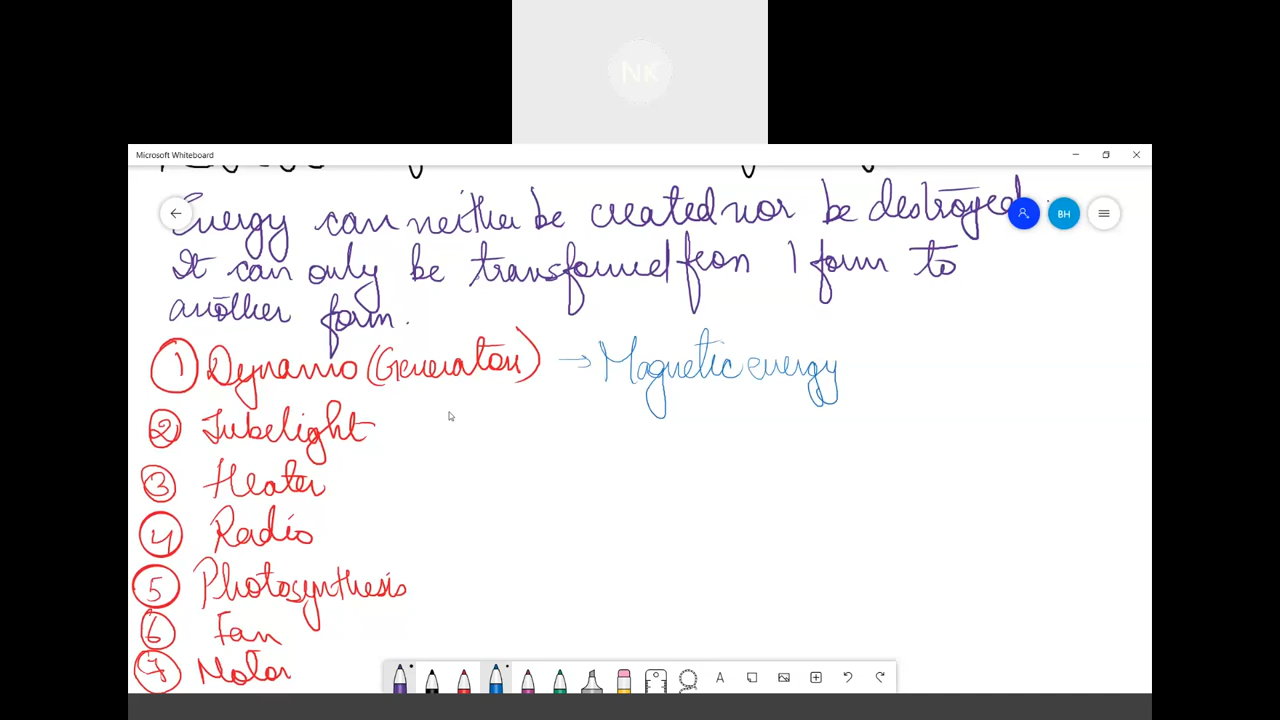 NK
Microsoft Whiteboard
Energy can neither be created nor be destroyed.
BH
It can only be transformed from 1 form to
another form.
1 Dynamo (Generator) → Magnetic energy
2 Tubelight
3 Heater
4 Radio
5 Photosynthesis
6 Fan
7 Motor
A